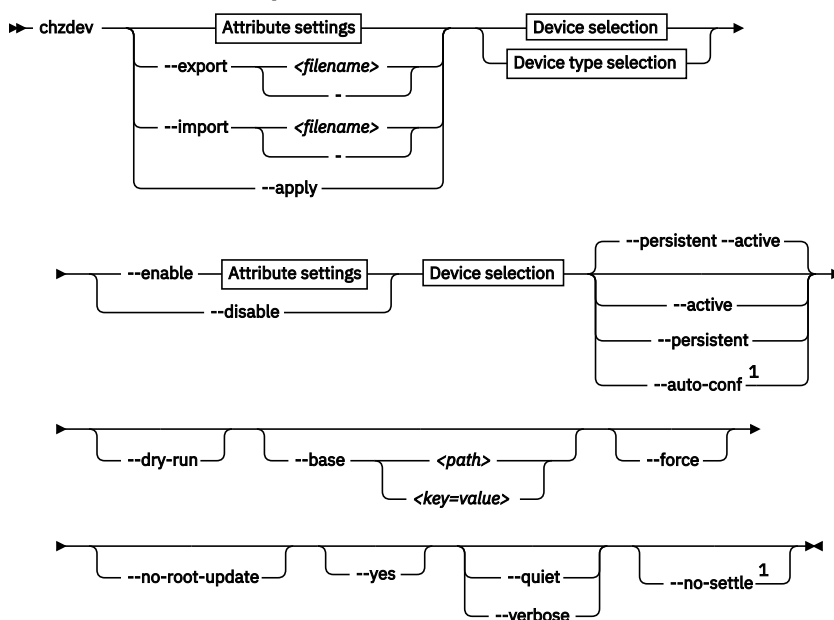 chzdev Attribute settings Device selection
--export <filename> Device type selection
-
--import <filename>
-
--apply
--persistent --active
--enable Attribute settings Device selection
--disable --active
--persistent
--auto-conf 1
--dry-run --base <path> --force
<key=value>
--no-root-update --yes --quiet --no-settle 1
--verbose